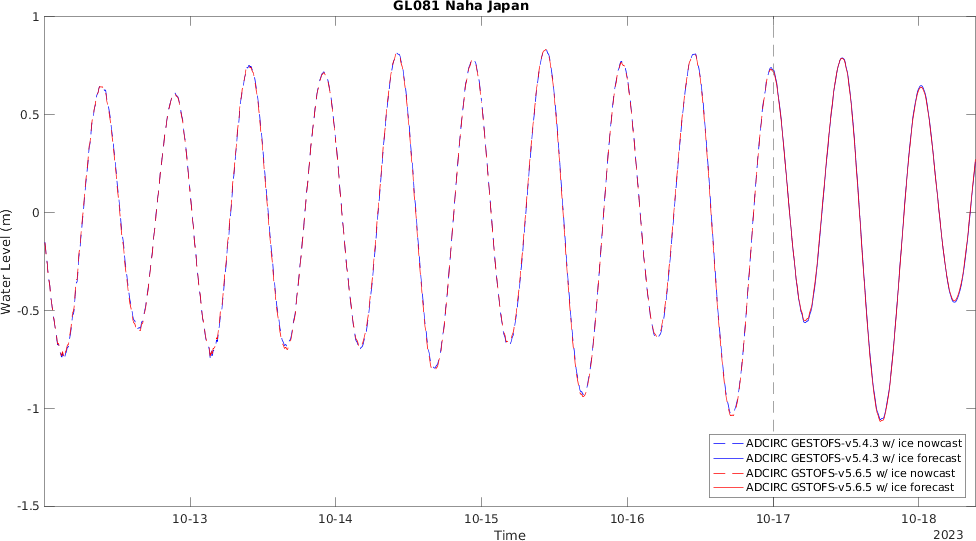 GL081 Naha Japan
1
0.5
0
-0.5
-1
-1.5
Water Level (m)
10-13
10-14
10-15
10-16
10-17
10-18
Time
2023
ADCIRC GESTOFS-v5.4.3 w/ ice nowcast
ADCIRC GESTOFS-v5.4.3 w/ ice forecast
ADCIRC GSTOFS-v5.6.5 w/ ice nowcast
ADCIRC GSTOFS-v5.6.5 w/ ice forecast